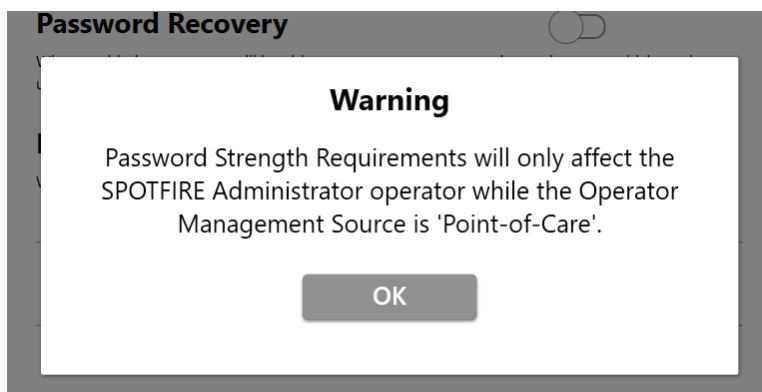 Password Recovery
Warning
Password Strength Requirements will only affect the
SPOTFIRE Administrator operator while the Operator
Management Source is 'Point-of-Care'.
OK